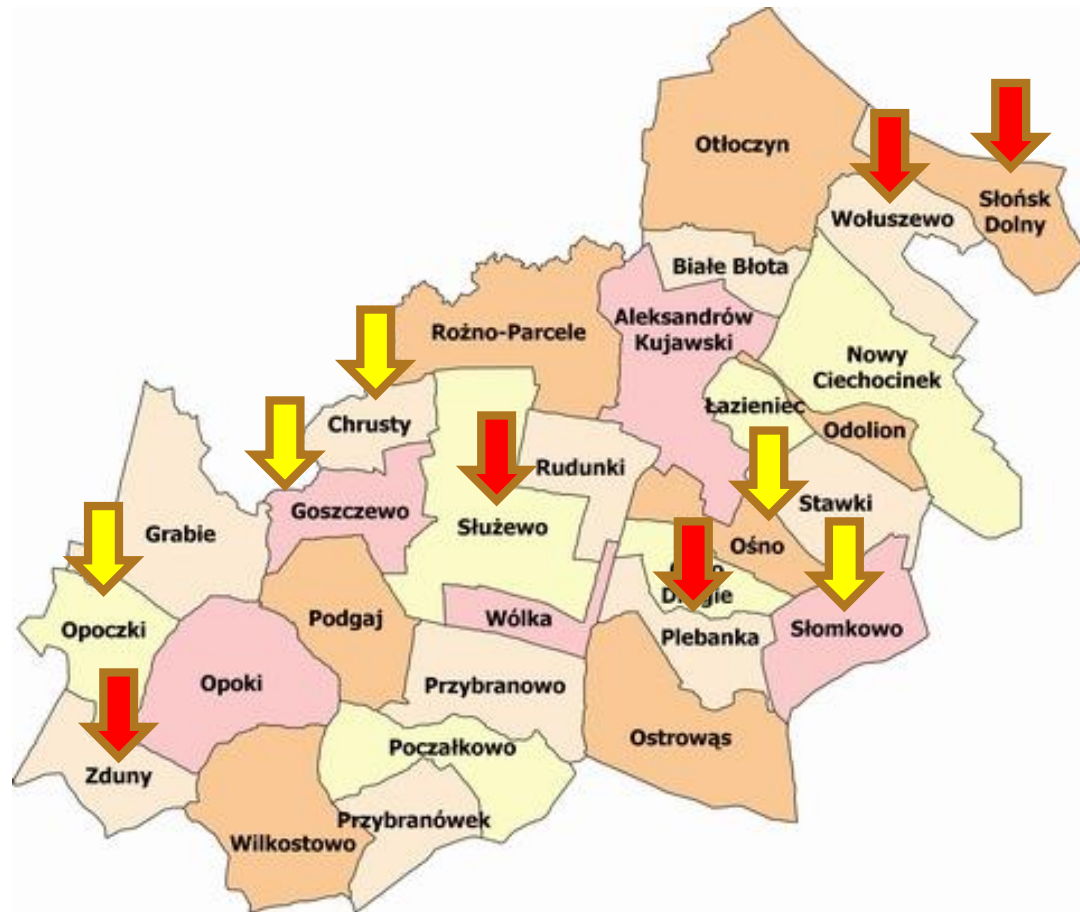 Otłoczyn
Słońsk
Dolny
Wołuszewo
Białe Błota
Aleksandrów
Kujawski
Rożno-Parcele
Nowy
Ciechocinek
Łazieniec
Chrusty
Odolion
Rudunki
Stawki
Goszczewo
Służewo
Grabie
Ośno
Podgaj
Wólka
Opoczki
Słomkowo
Plebanka
Opoki
Przybranowo
Ostrowąs
Poczałkowo
Zduny
Przybranówek
Wilkostowo